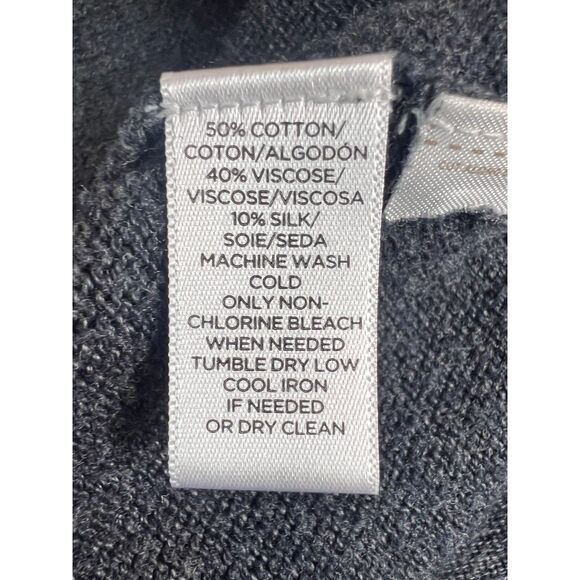 50% COTTON/
COTON/ALGODÓN
40% VISCOSE/
VISCOSE/VISCOSA
10% SILK/
SOIE/SEDA
MACHINE WASH
COLD
ONLY NON-
CHLORINE BLEACH
WHEN NEEDED
TUMBLE DRY LOW
COOL IRON
IF NEEDED
OR DRY CLEAN